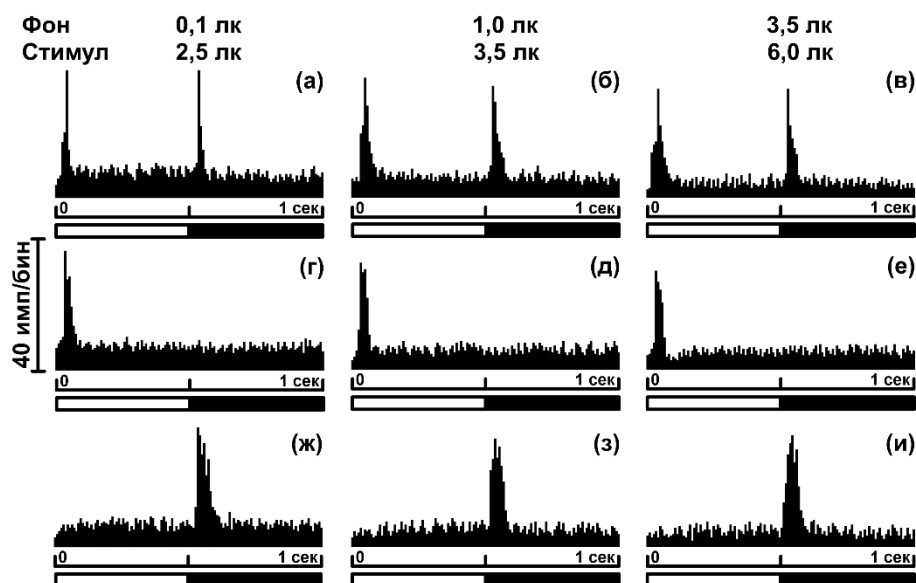 Фон 0,1 лк 1,0 лк 3,5 лк
Стимул 2,5 лк 3,5 лк 6,0 лк
(а) (б) (в)
0 1 сек 0 1 сек 0 1 сек
40 имп/бин
(г) (д) (е)
0 1 сек 0 1 сек 0 1 сек
(ж) (з) (и)
0 1 сек 0 1 сек 0 1 сек